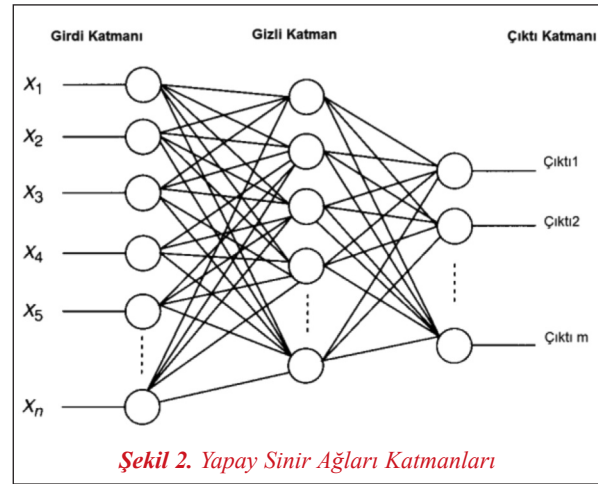 Girdi Katmanı
Gizli Katman
Çıktı Katmanı
X1
X2
X3
X4
X5
Xn
Çıktı1
Çıktı2
Çıktı m
Şekil 2. Yapay Sinir Ağları Katmanları